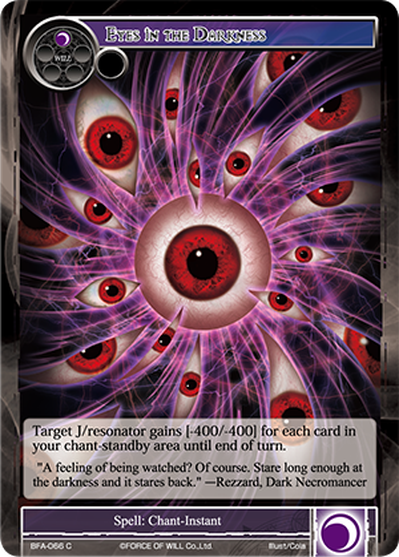 Eyes in the Darkness
WILL
Target J/resonator gains [-400/-400] for each card in
your chant-standby area until end of turn.
"A feeling of being watched? Of course. Stare long enough at
the darkness and it stares back." —Rezzard, Dark Necromancer
Spell: Chant-Instant
BFA-066 C ©FORCE OF WILL Co.,Ltd. Illust/Cola